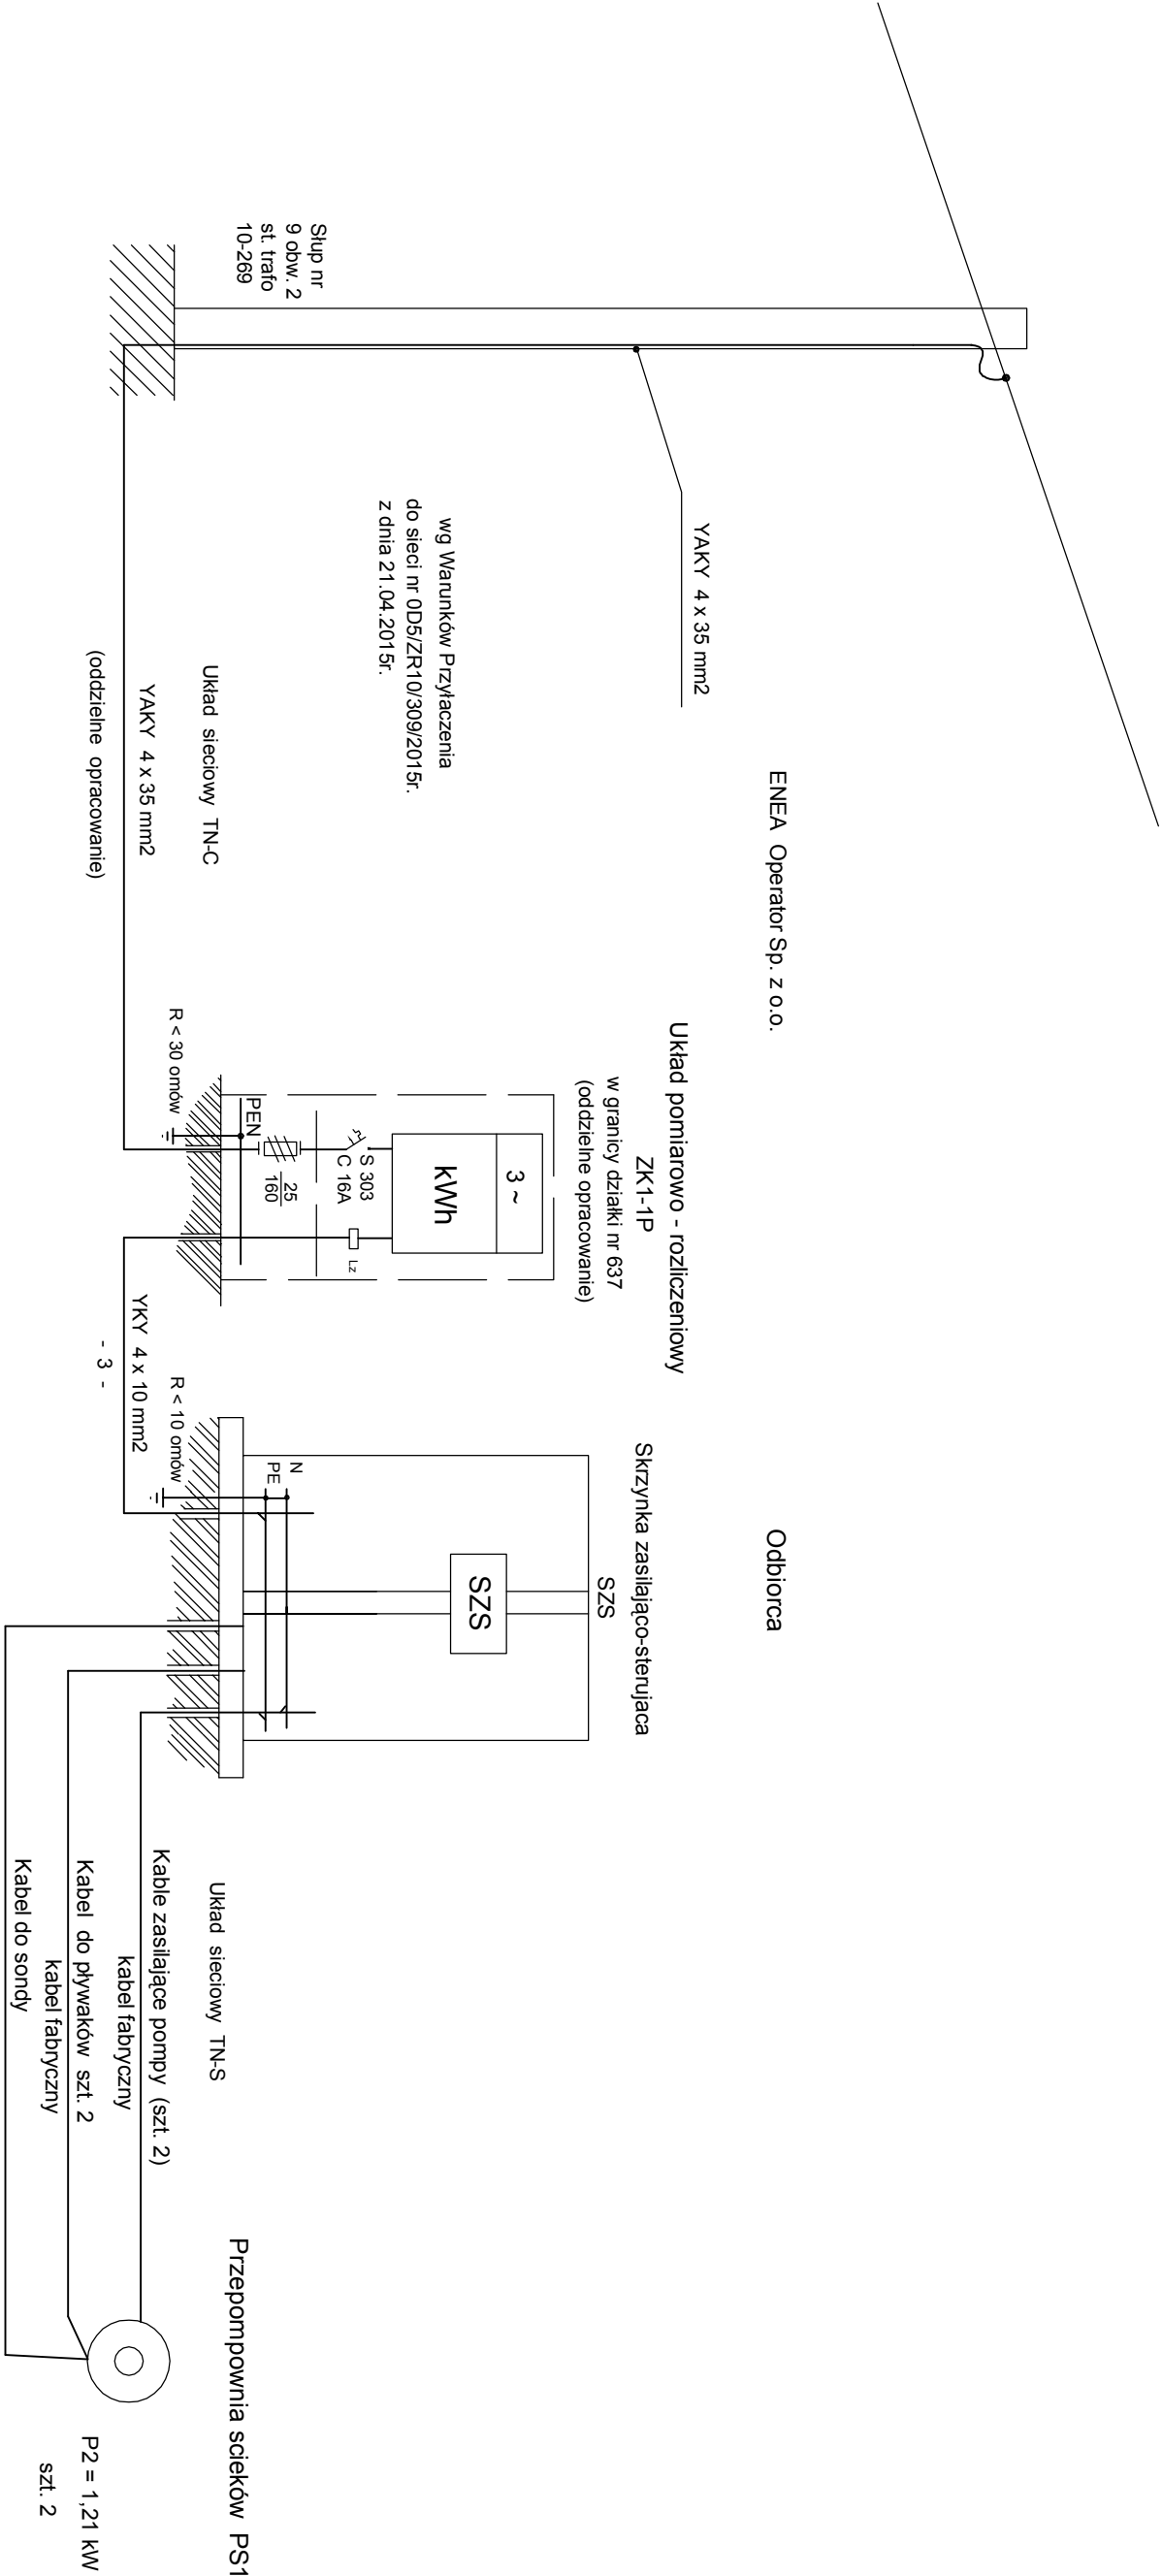 ENEA  Operator Sp. z o.o.
Odbiorca
YAKY  4 x 35 mm2
Układ pomiarowo - rozliczeniowy
ZK1-1P
w granicy działki nr 637
(oddzielne opracowanie)
Skrzynka zasilająco-sterujaca
SZS
SZS
wg Warunków Przyłaczenia
do sieci nr 0D5/ZR10/309/2015r.
z dnia 21.04.2015r.
Słup nr
9 obw. 2
st. trafo
10-269
3 ~
kWh
S 303
C 16A
Lz
25
160
PEN
N
PE
Układ  sieciowy  TN-C
R < 30 omów
YAKY  4 x 35 mm2
(oddzielne  opracowanie)
R < 10 omów
YKY  4 x 10 mm2
- 3 -
Układ  sieciowy  TN-S
Kable zasilające pompy  (szt. 2)
kabel fabryczny
Kabel  do pływaków  szt. 2
kabel fabryczny
Kabel do sondy
Przepompownia scieków  PS1
P2 = 1,21 kW
szt. 2